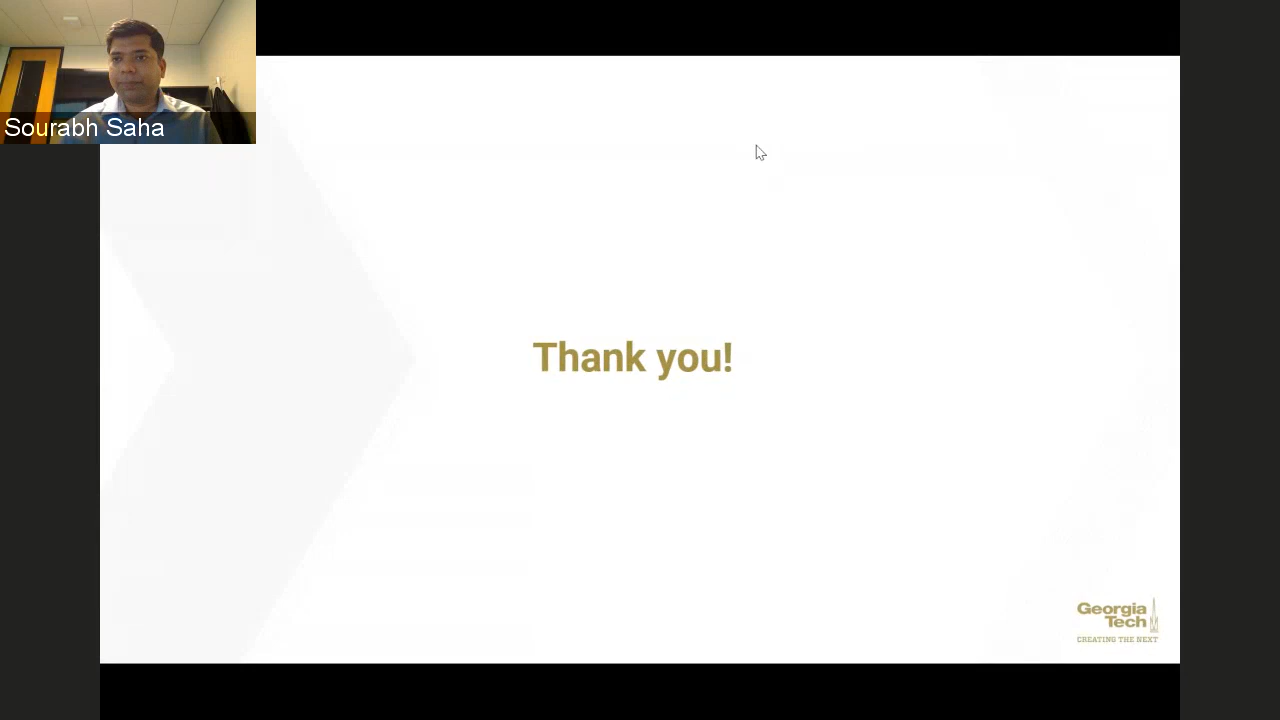 Sourabh Saha
Thank you!
Georgia
Tech
CREATING THE NEXT